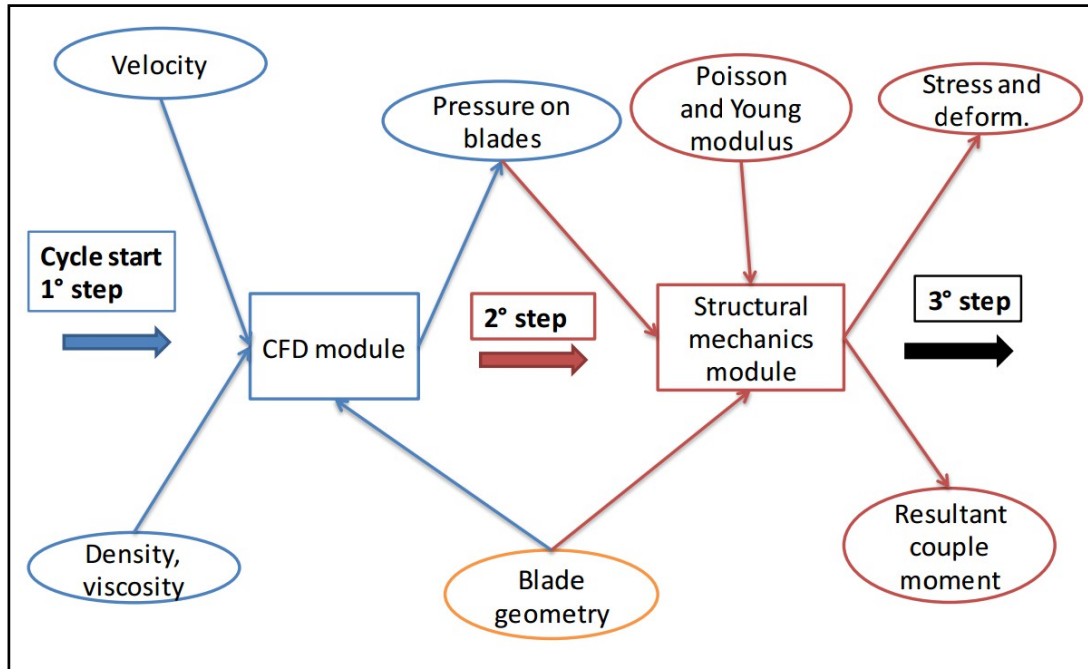 Velocity
Pressure on
blades
Poisson
and Young
modulus
Stress and
deform.
Cycle start
1° step
CFD module
2° step
Structural
mechanics
module
3° step
Density,
viscosity
Blade
geometry
Resultant
couple
moment